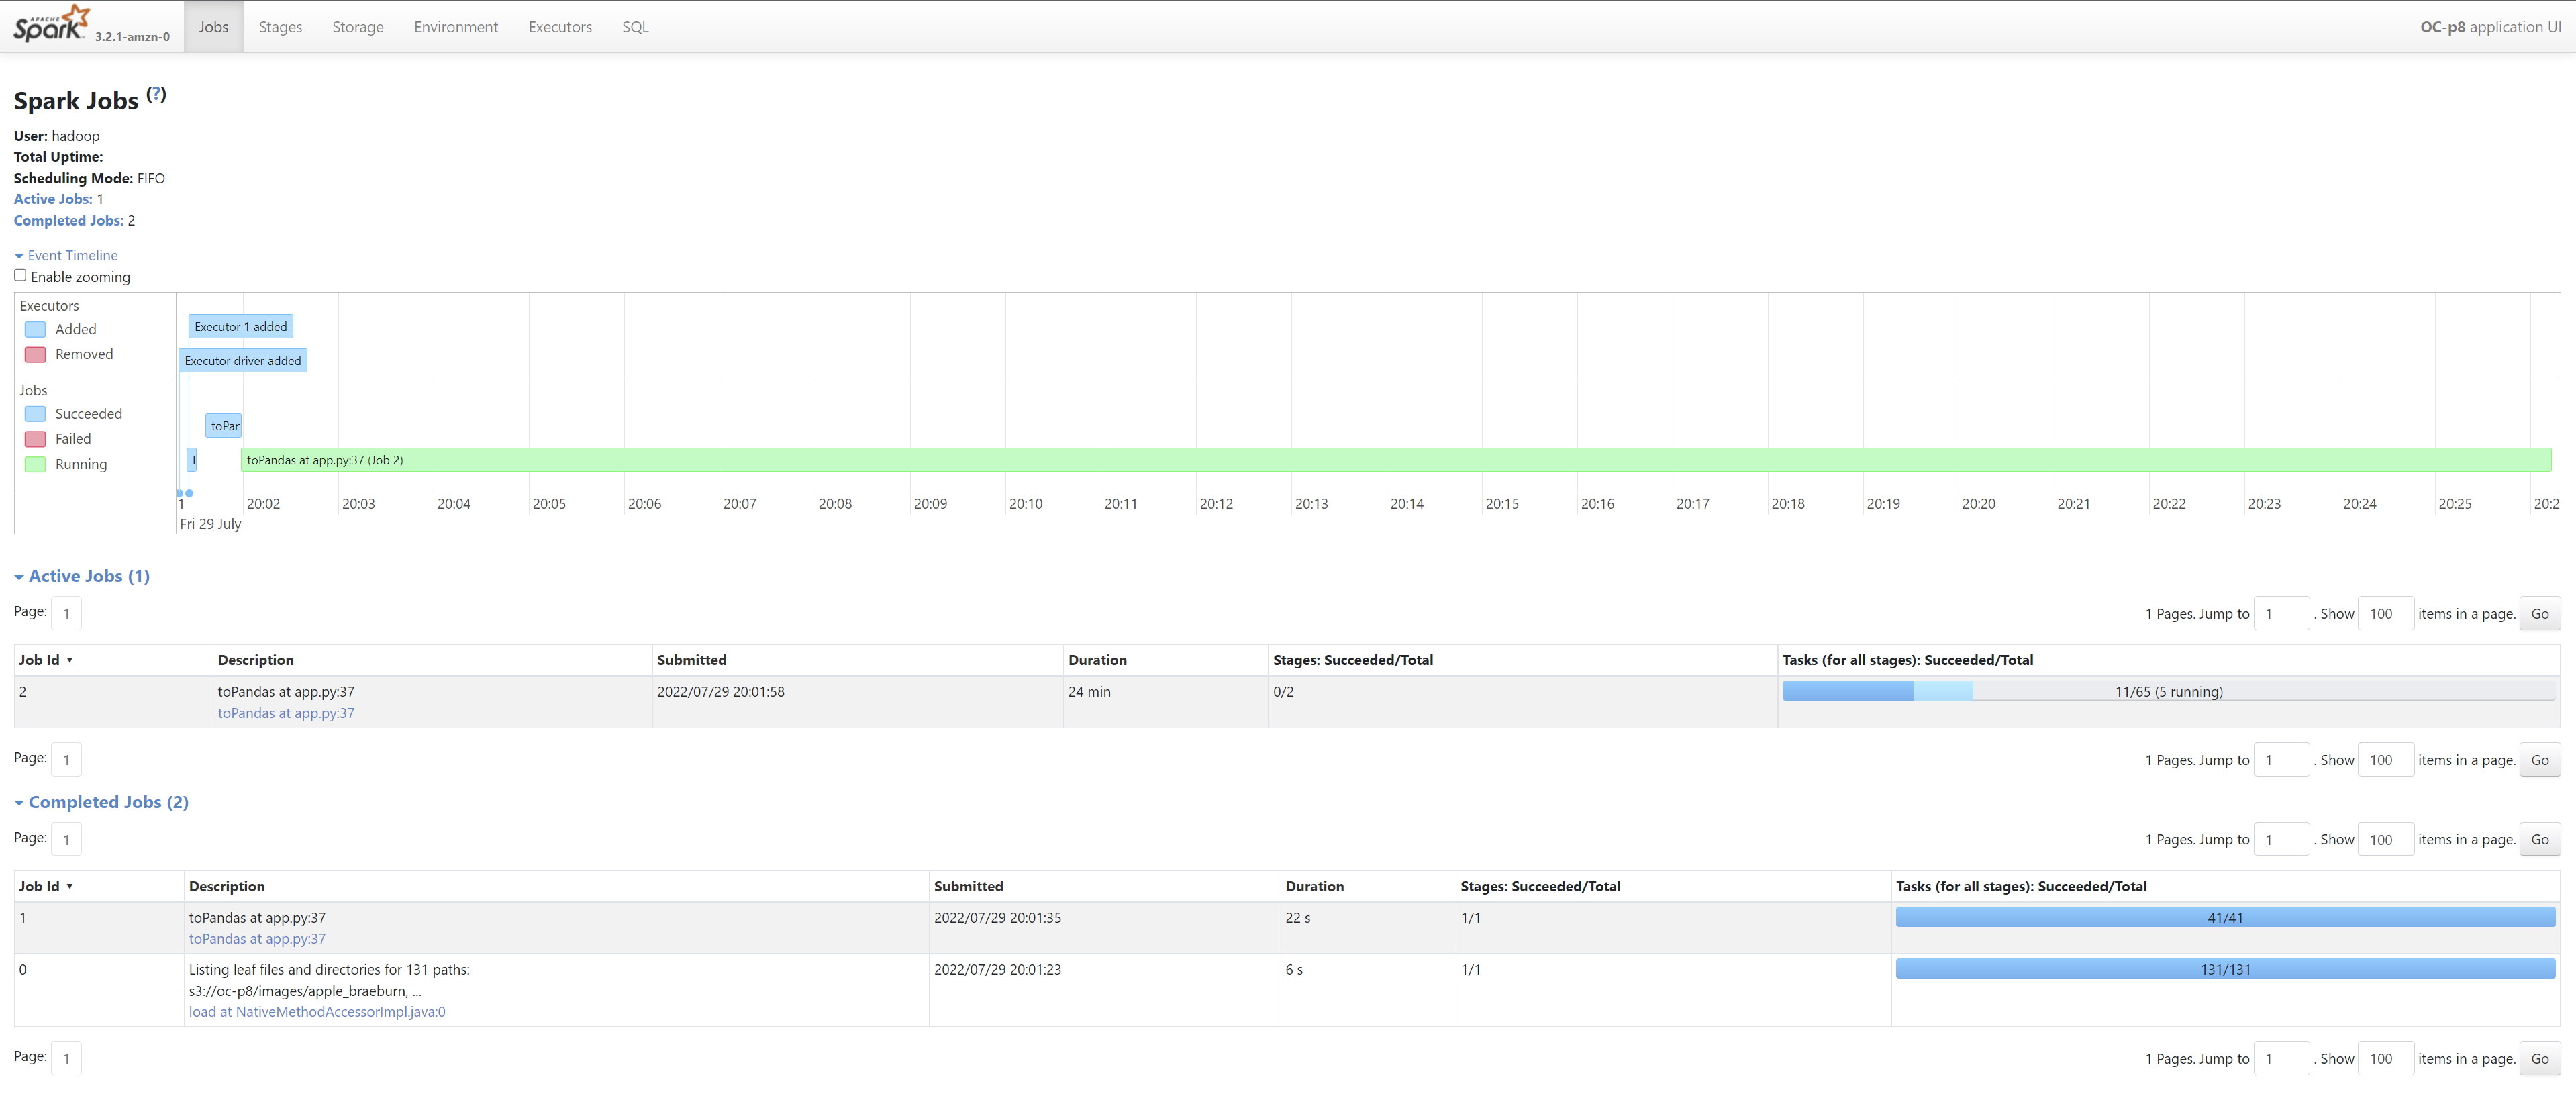 APACHE Spark 3.2.1-amzn-0 Jobs Stages Storage Environment Executors SQL OC-p8 application UI
Spark Jobs (?)
User: hadoop
Total Uptime:
Scheduling Mode: FIFO
Active Jobs: 1
Completed Jobs: 2
Event Timeline
Enable zooming
Executors
Added
Removed
Executor 1 added
Executor driver added
Jobs
Succeeded
Failed
Running
toPan
l
toPandas at app.py:37 (Job 2)
1 20:02 20:03 20:04 20:05 20:06 20:07 20:08 20:09 20:10 20:11 20:12 20:13 20:14 20:15 20:16 20:17 20:18 20:19 20:20 20:21 20:22 20:23 20:24 20:25 20:2
Fri 29 July
Active Jobs (1)
Page: 1 1 Pages. Jump to 1 . Show 100 items in a page. Go
Job Id ▾ Description Submitted Duration Stages: Succeeded/Total Tasks (for all stages): Succeeded/Total
2 toPandas at app.py:37 2022/07/29 20:01:58 24 min 0/2 11/65 (5 running)
toPandas at app.py:37
Page: 1 1 Pages. Jump to 1 . Show 100 items in a page. Go
Completed Jobs (2)
Page: 1 1 Pages. Jump to 1 . Show 100 items in a page. Go
Job Id ▾ Description Submitted Duration Stages: Succeeded/Total Tasks (for all stages): Succeeded/Total
1 toPandas at app.py:37 2022/07/29 20:01:35 22 s 1/1 41/41
toPandas at app.py:37
0 Listing leaf files and directories for 131 paths: 2022/07/29 20:01:23 6 s 1/1 131/131
s3://oc-p8/images/apple_braeburn, ...
load at NativeMethodAccessorImpl.java:0
Page: 1 1 Pages. Jump to 1 . Show 100 items in a page. Go